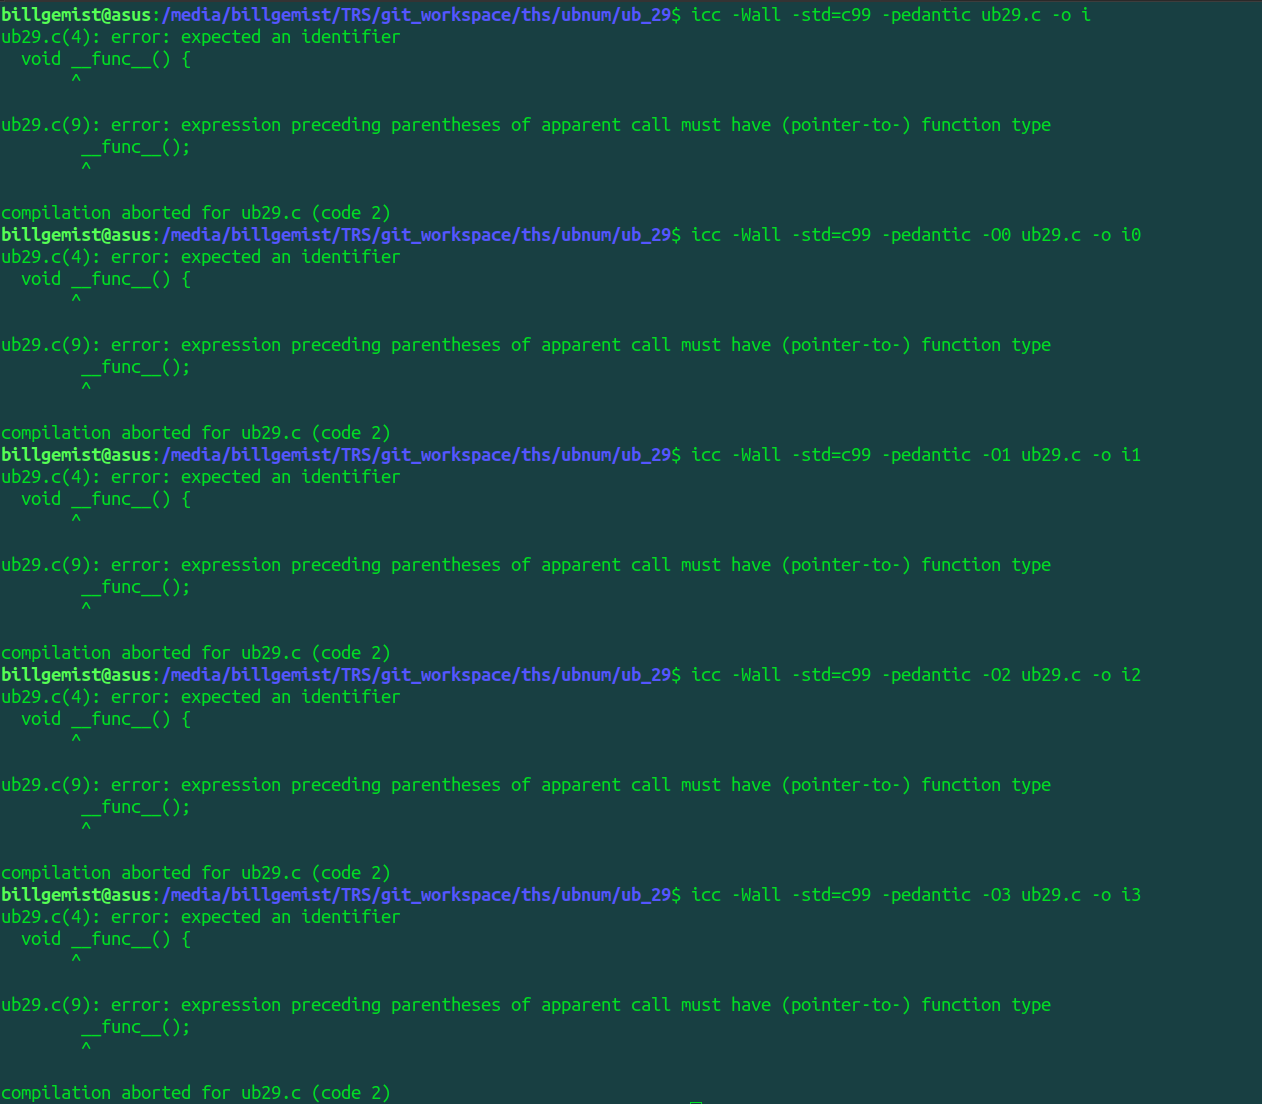 billgemist@asus:/media/billgemist/TRS/git_workspace/ths/ubnum/ub_29$ icc -Wall -std=c99 -pedantic ub29.c -o i
ub29.c(4): error: expected an identifier
  void __func__() {
       ^

ub29.c(9): error: expression preceding parentheses of apparent call must have (pointer-to-) function type
        __func__();
        ^

compilation aborted for ub29.c (code 2)
billgemist@asus:/media/billgemist/TRS/git_workspace/ths/ubnum/ub_29$ icc -Wall -std=c99 -pedantic -O0 ub29.c -o i0
ub29.c(4): error: expected an identifier
  void __func__() {
       ^

ub29.c(9): error: expression preceding parentheses of apparent call must have (pointer-to-) function type
        __func__();
        ^

compilation aborted for ub29.c (code 2)
billgemist@asus:/media/billgemist/TRS/git_workspace/ths/ubnum/ub_29$ icc -Wall -std=c99 -pedantic -O1 ub29.c -o i1
ub29.c(4): error: expected an identifier
  void __func__() {
       ^

ub29.c(9): error: expression preceding parentheses of apparent call must have (pointer-to-) function type
        __func__();
        ^

compilation aborted for ub29.c (code 2)
billgemist@asus:/media/billgemist/TRS/git_workspace/ths/ubnum/ub_29$ icc -Wall -std=c99 -pedantic -O2 ub29.c -o i2
ub29.c(4): error: expected an identifier
  void __func__() {
       ^

ub29.c(9): error: expression preceding parentheses of apparent call must have (pointer-to-) function type
        __func__();
        ^

compilation aborted for ub29.c (code 2)
billgemist@asus:/media/billgemist/TRS/git_workspace/ths/ubnum/ub_29$ icc -Wall -std=c99 -pedantic -O3 ub29.c -o i3
ub29.c(4): error: expected an identifier
  void __func__() {
       ^

ub29.c(9): error: expression preceding parentheses of apparent call must have (pointer-to-) function type
        __func__();
        ^

compilation aborted for ub29.c (code 2)